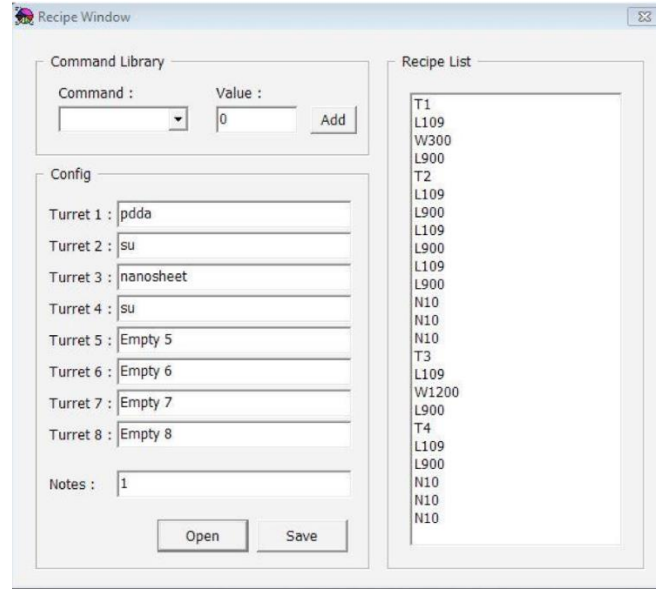 Recipe Window
Command Library
Command :
Value :
0
Add
Config
Turret 1 : pdda
Turret 2 : su
Turret 3 : nanosheet
Turret 4 : su
Turret 5 : Empty 5
Turret 6 : Empty 6
Turret 7 : Empty 7
Turret 8 : Empty 8
Notes : 1
Open
Save
Recipe List
T1
L109
W300
L900
T2
L109
L900
L109
L900
L109
L900
N10
N10
N10
T3
L109
W1200
L900
T4
L109
L900
N10
N10
N10